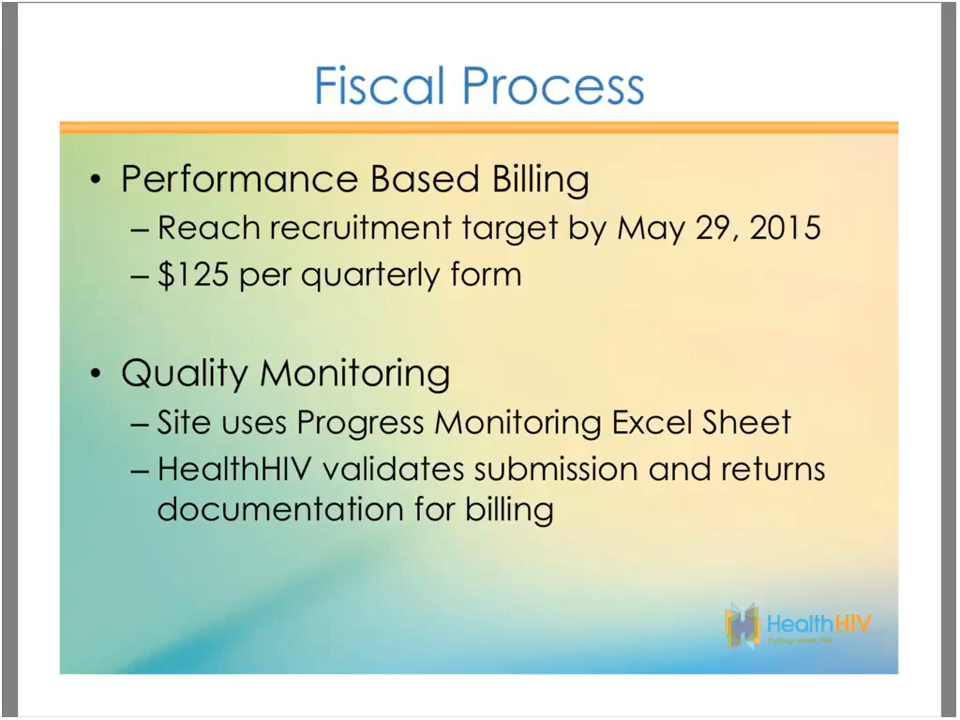 Fiscal Process
• Performance Based Billing
– Reach recruitment target by May 29, 2015
– $125 per quarterly form
• Quality Monitoring
– Site uses Progress Monitoring Excel Sheet
– HealthHIV validates submission and returns
documentation for billing
HealthHIV